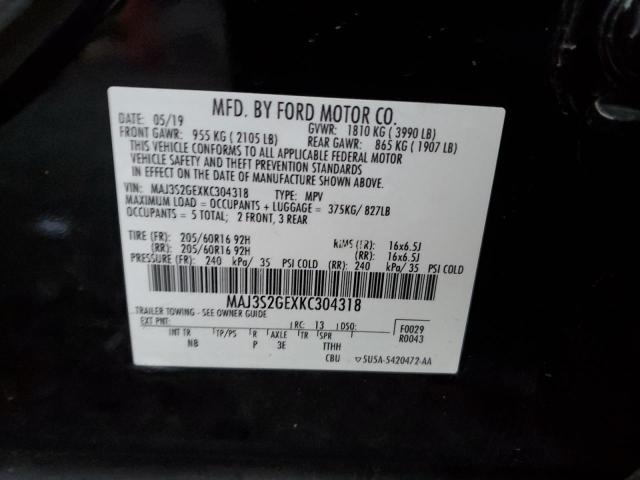 MFD. BY FORD MOTOR CO.
DATE: 05/19 GVWR: 1810 KG ( 3990 LB)
FRONT GAWR: 955 KG ( 2105 LB) REAR GAWR: 865 KG ( 1907 LB)
THIS VEHICLE CONFORMS TO ALL APPLICABLE FEDERAL MOTOR
VEHICLE SAFETY AND THEFT PREVENTION STANDARDS IN
EFFECT ON THE DATE OF MANUFACTURE SHOWN ABOVE.
VIN: MAJ3S2GEXKC304318 TYPE: MPV
MAXIMUM LOAD = OCCUPANTS + LUGGAGE = 375KG/ 827LB
OCCUPANTS = 5 TOTAL; 2 FRONT, 3 REAR
TIRE (FR): 205/60R16 92H RIMS (FR): 16x6.5J
(RR): 205/60R16 92H (RR): 16x6.5J
PRESSURE (FR): 240 kPa/ 35 PSI COLD (RR): 240 kPa/ 35 PSI COLD
MAJ3S2GEXKC304318
TRAILER TOWING - SEE OWNER GUIDE
EXT PNT: RC: 13 DSO: F0029
INT TR TP/PS R AXLE TR SPR R0043
NB P 3E TTHH
CBU 5U5A-5420472-AA